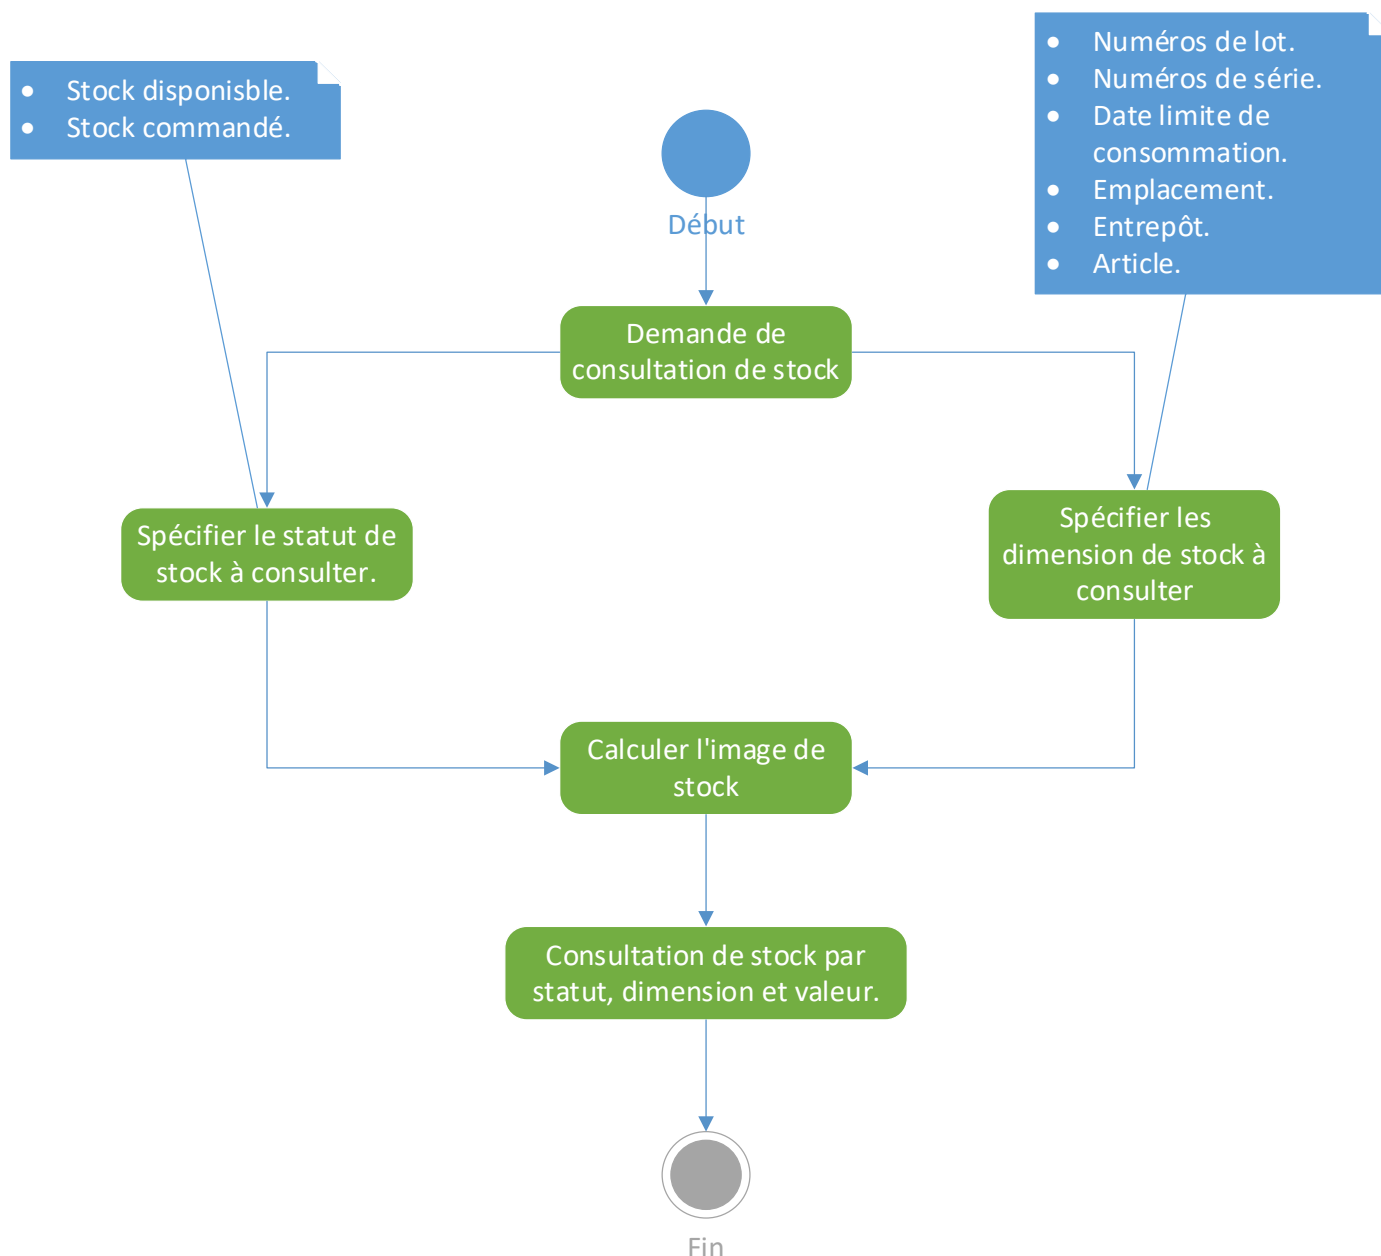 Stock disponisble.
Stock commandé.
Numéros de lot.
Numéros de série.
Date limite de
consommation.
Emplacement.
Entrepôt.
Article.
Début
Demande de
consultation de stock
Spécifier le statut de
stock à consulter.
Spécifier les
dimension de stock à
consulter
Calculer l'image de
stock
Consultation de stock par
statut, dimension et valeur.
Fin